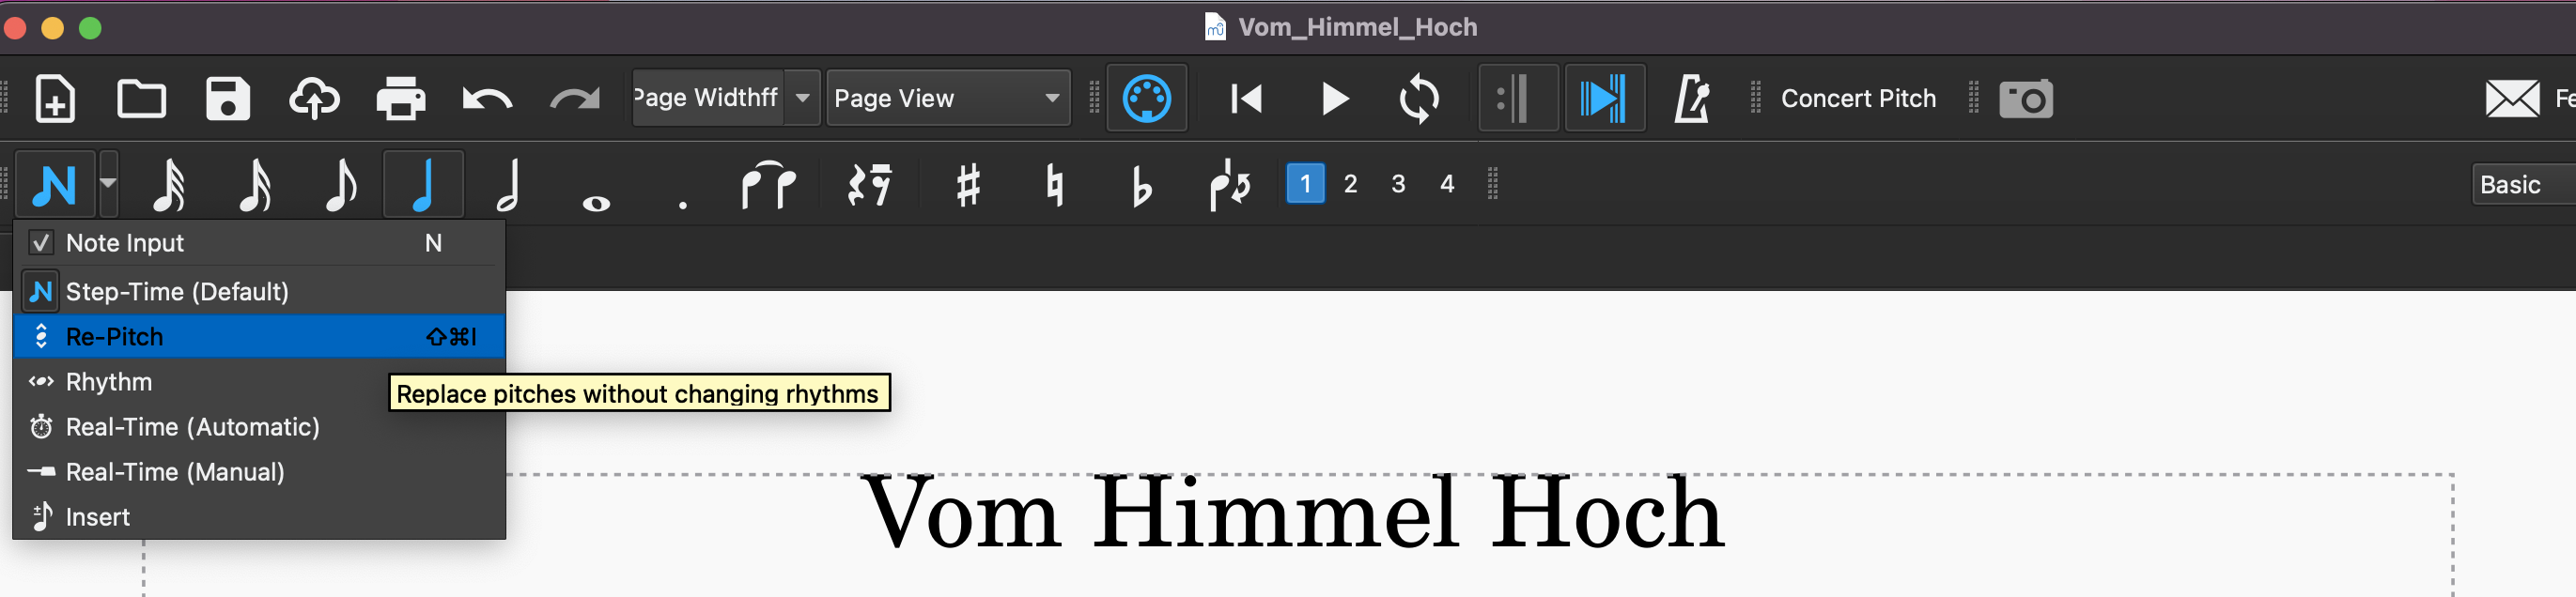 Vom_Himmel_Hoch
Page Widthff
Page View
Concert Pitch
Fe
1 2 3 4
Basic
Note Input N
Step-Time (Default)
Re-Pitch ⇧⌘I
Rhythm
Replace pitches without changing rhythms
Real-Time (Automatic)
Real-Time (Manual)
Insert
Vom Himmel Hoch